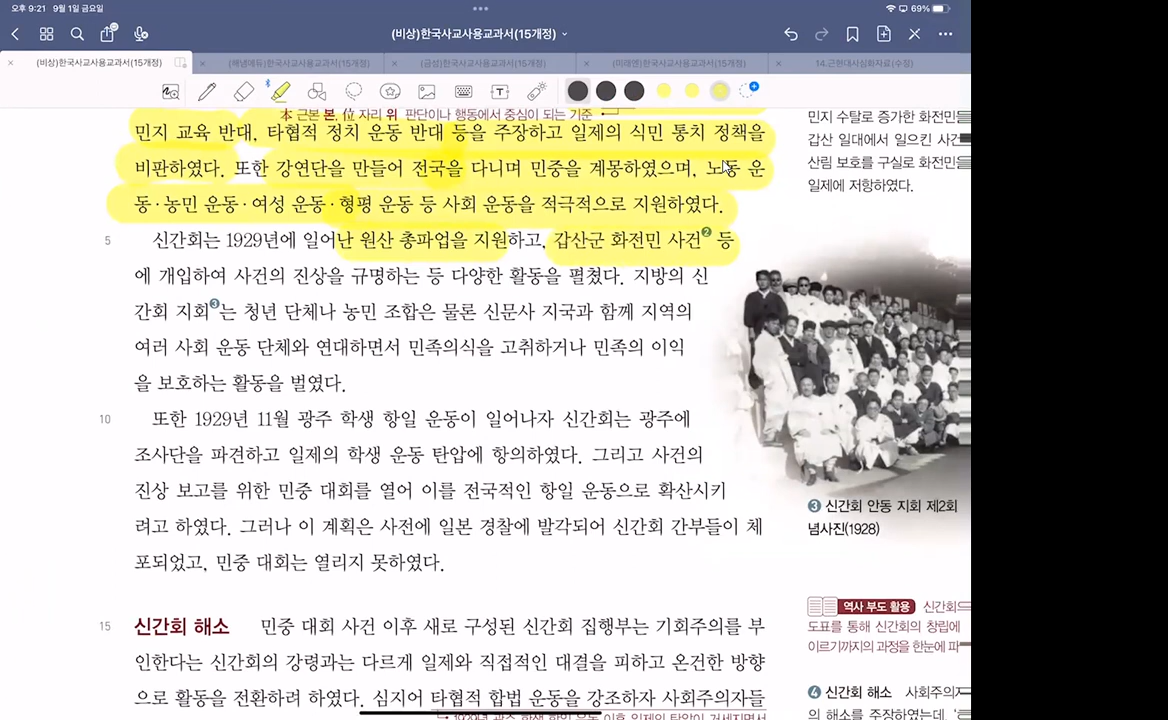 오후 9:21 9월 1일 금요일
69%
(비상)한국사교사용교과서(15개정)
(비상)한국사교사용교과서(15개정)
(해냄에듀)한국사교사용교과서(15개정)
(금성)한국사교사용교과서(15개정)
(미래엔)한국사교사용교과서(15개정)
14.근현대사심화자료(수정)
本 근본 본, 位 자리 위 판단이나 행동에서 중심이 되는 기준
민지 교육 반대, 타협적 정치 운동 반대 등을 주장하고 일제의 식민 통치 정책을
비판하였다. 또한 강연단을 만들어 전국을 다니며 민중을 계몽하였으며, 노동 운
동·농민 운동·여성 운동·형평 운동 등 사회 운동을 적극적으로 지원하였다.
5 신간회는 1929년에 일어난 원산 총파업을 지원하고, 갑산군 화전민 사건❷ 등
에 개입하여 사건의 진상을 규명하는 등 다양한 활동을 펼쳤다. 지방의 신
간회 지회❸는 청년 단체나 농민 조합은 물론 신문사 지국과 함께 지역의
여러 사회 운동 단체와 연대하면서 민족의식을 고취하거나 민족의 이익
을 보호하는 활동을 벌였다.
10 또한 1929년 11월 광주 학생 항일 운동이 일어나자 신간회는 광주에
조사단을 파견하고 일제의 학생 운동 탄압에 항의하였다. 그리고 사건의
진상 보고를 위한 민중 대회를 열어 이를 전국적인 항일 운동으로 확산시키
려고 하였다. 그러나 이 계획은 사전에 일본 경찰에 발각되어 신간회 간부들이 체
포되었고, 민중 대회는 열리지 못하였다.
15 신간회 해소 민중 대회 사건 이후 새로 구성된 신간회 집행부는 기회주의를 부
인한다는 신간회의 강령과는 다르게 일제와 직접적인 대결을 피하고 온건한 방향
으로 활동을 전환하려 하였다. 심지어 타협적 합법 운동을 강조하자 사회주의자들
민지 수탈로 증가한 화전민
갑산 일대에서 일으킨 사건
산림 보호를 구실로 화전민
일제에 저항하였다.
❸ 신간회 안동 지회 제2회
념사진(1928)
역사 부도 활용 신간회
도표를 통해 신간회의 창립에
이르기까지의 과정을 한눈에 파
❹ 신간회 해소 사회주의자
의 해소를 주장하였는데,